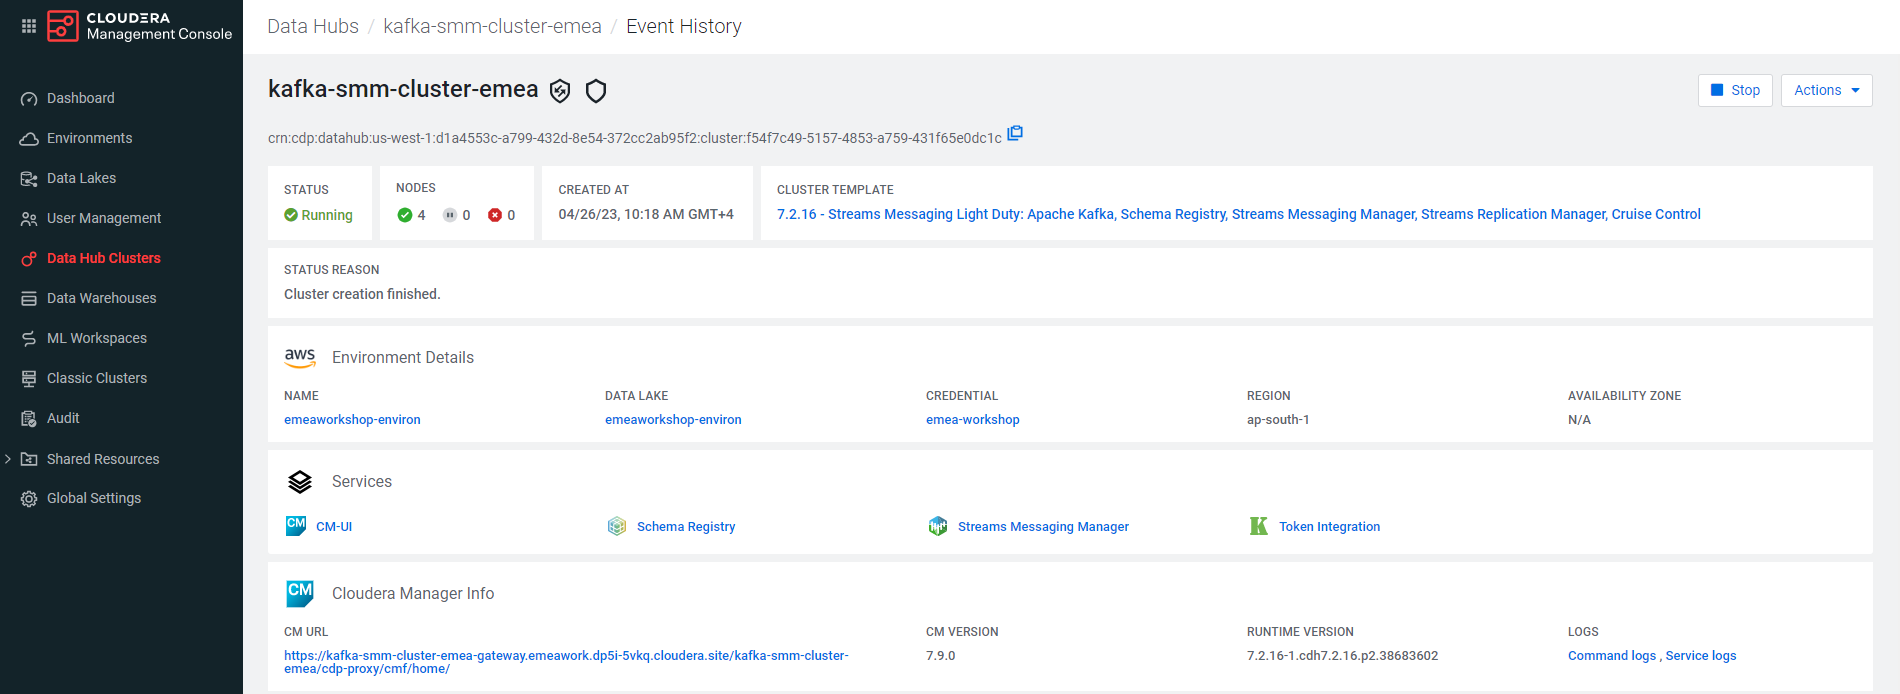 CLOUDERA
Management Console
Data Hubs / kafka-smm-cluster-emea / Event History
Dashboard
Environments
Data Lakes
User Management
Data Hub Clusters
Data Warehouses
ML Workspaces
Classic Clusters
Audit
Shared Resources
Global Settings
kafka-smm-cluster-emea
Stop
Actions
crn:cdp:datahub:us-west-1:d1a4553c-a799-432d-8e54-372cc2ab95f2:cluster:f54f7c49-5157-4853-a759-431f65e0dc1c
STATUS
Running
NODES
4 0 0
CREATED AT
04/26/23, 10:18 AM GMT+4
CLUSTER TEMPLATE
7.2.16 - Streams Messaging Light Duty: Apache Kafka, Schema Registry, Streams Messaging Manager, Streams Replication Manager, Cruise Control
STATUS REASON
Cluster creation finished.
aws
Environment Details
NAME
emeaworkshop-environ
DATA LAKE
emeaworkshop-environ
CREDENTIAL
emea-workshop
REGION
ap-south-1
AVAILABILITY ZONE
N/A
Services
CM CM-UI
Schema Registry
Streams Messaging Manager
K Token Integration
CM Cloudera Manager Info
CM URL
https://kafka-smm-cluster-emea-gateway.emeawork.dp5i-5vkq.cloudera.site/kafka-smm-cluster-
emea/cdp-proxy/cmf/home/
CM VERSION
7.9.0
RUNTIME VERSION
7.2.16-1.cdh7.2.16.p2.38683602
LOGS
Command logs , Service logs